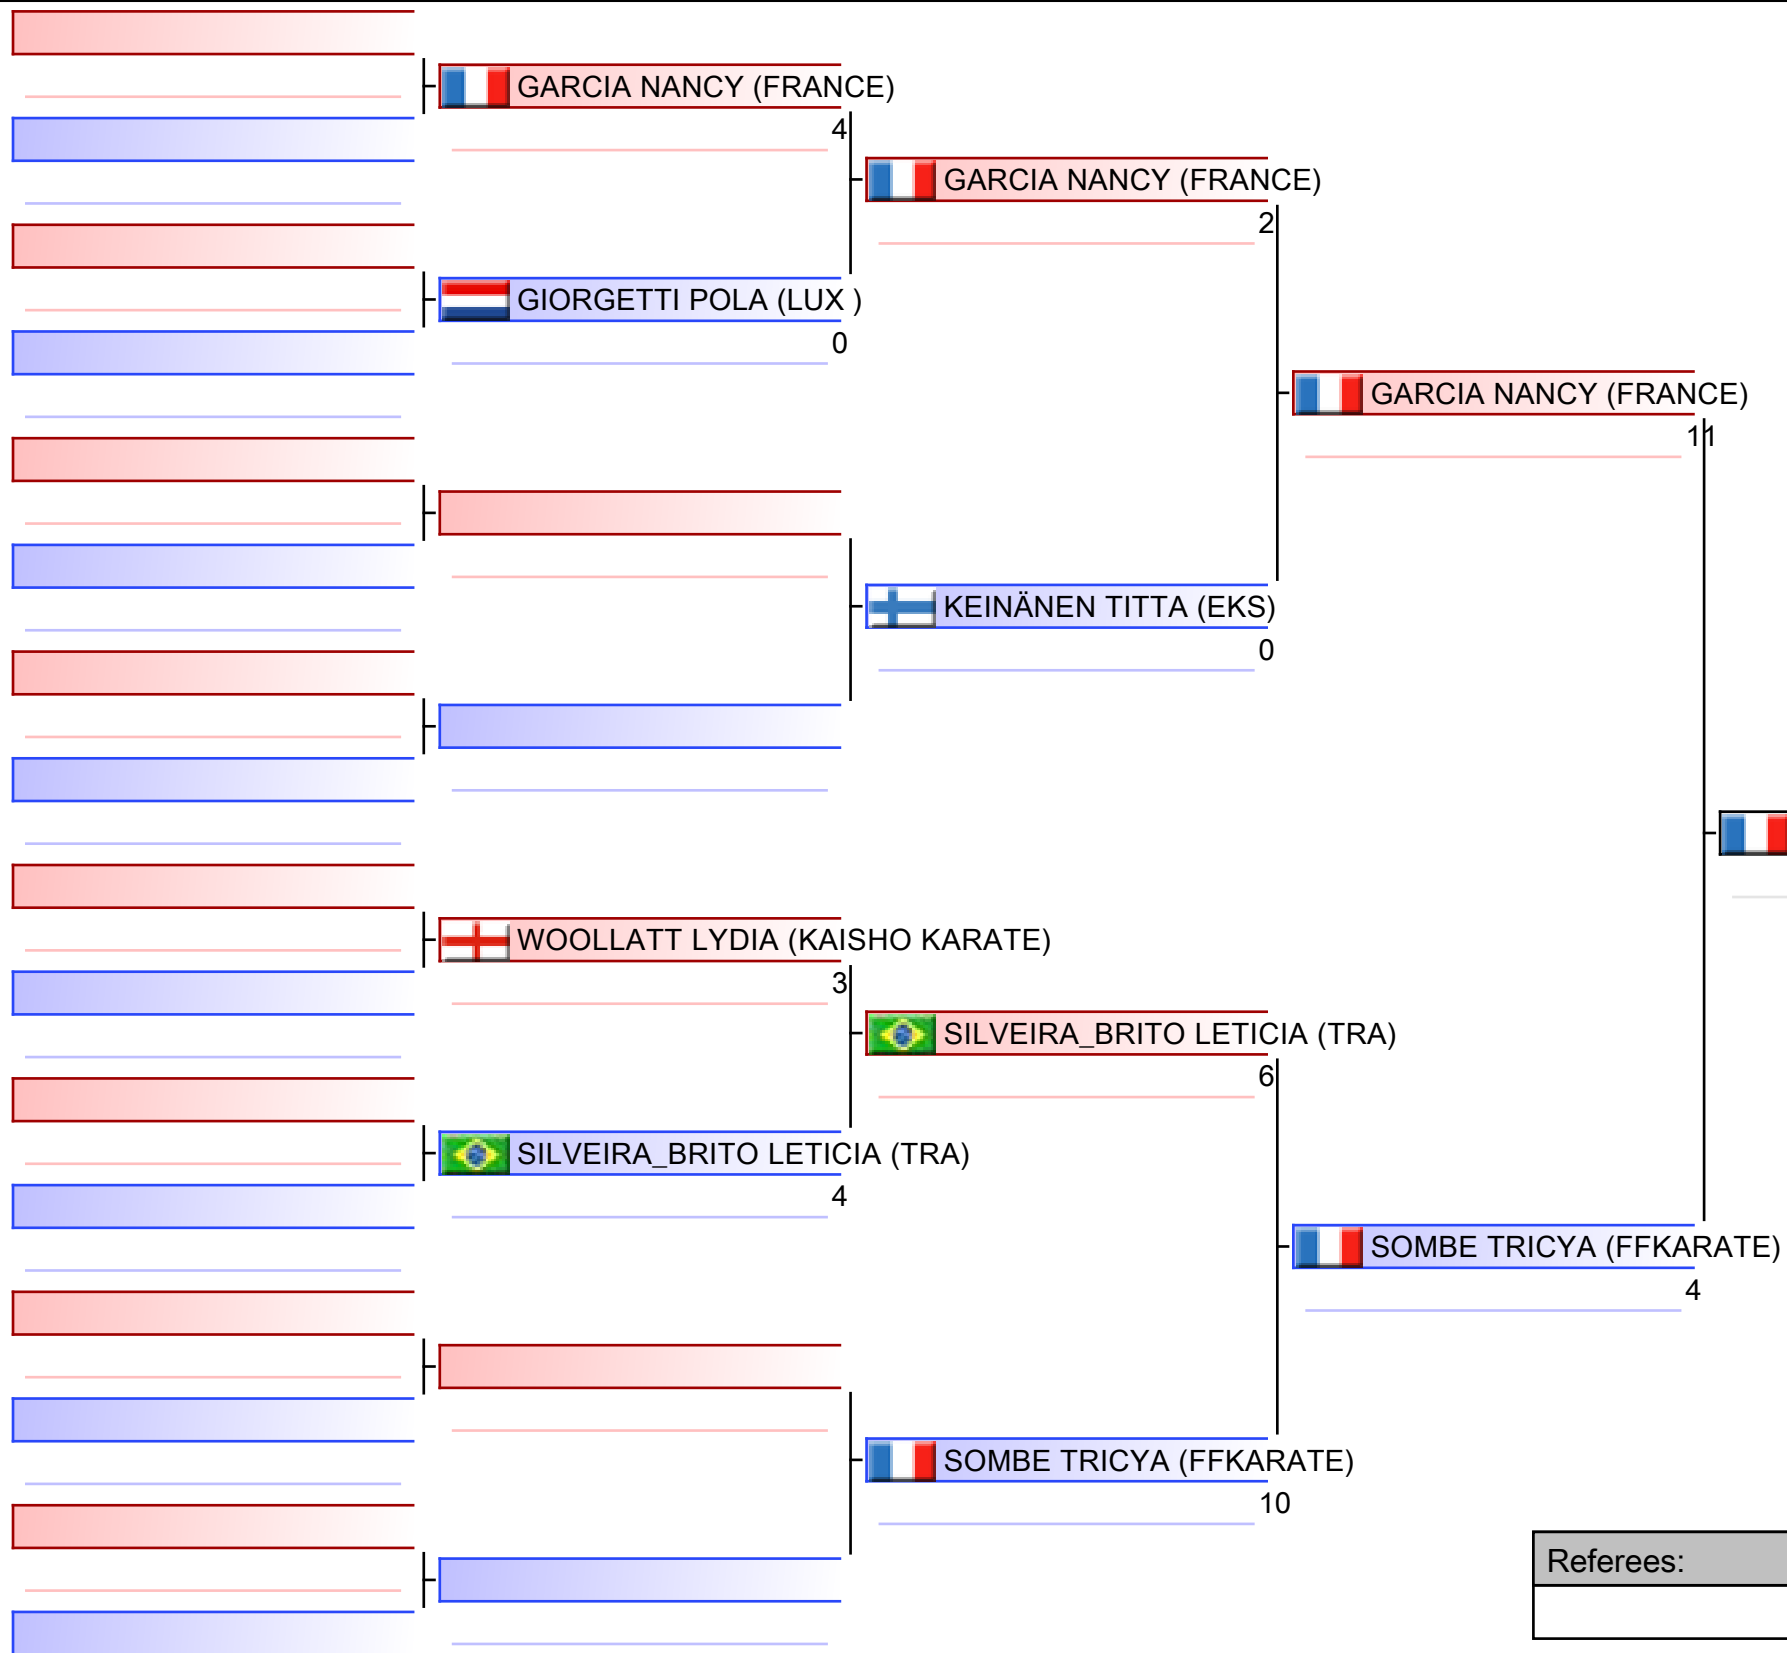 GARCIA NANCY (FRANCE)
4
GARCIA NANCY (FRANCE)
2
GIORGETTI POLA (LUX )
0
GARCIA NANCY (FRANCE)
11
KEINÄNEN TITTA (EKS)
0
WOOLLATT LYDIA (KAISHO KARATE)
3
SILVEIRA_BRITO LETICIA (TRA)
6
SILVEIRA_BRITO LETICIA (TRA)
4
SOMBE TRICYA (FFKARATE)
4
SOMBE TRICYA (FFKARATE)
10
Referees: